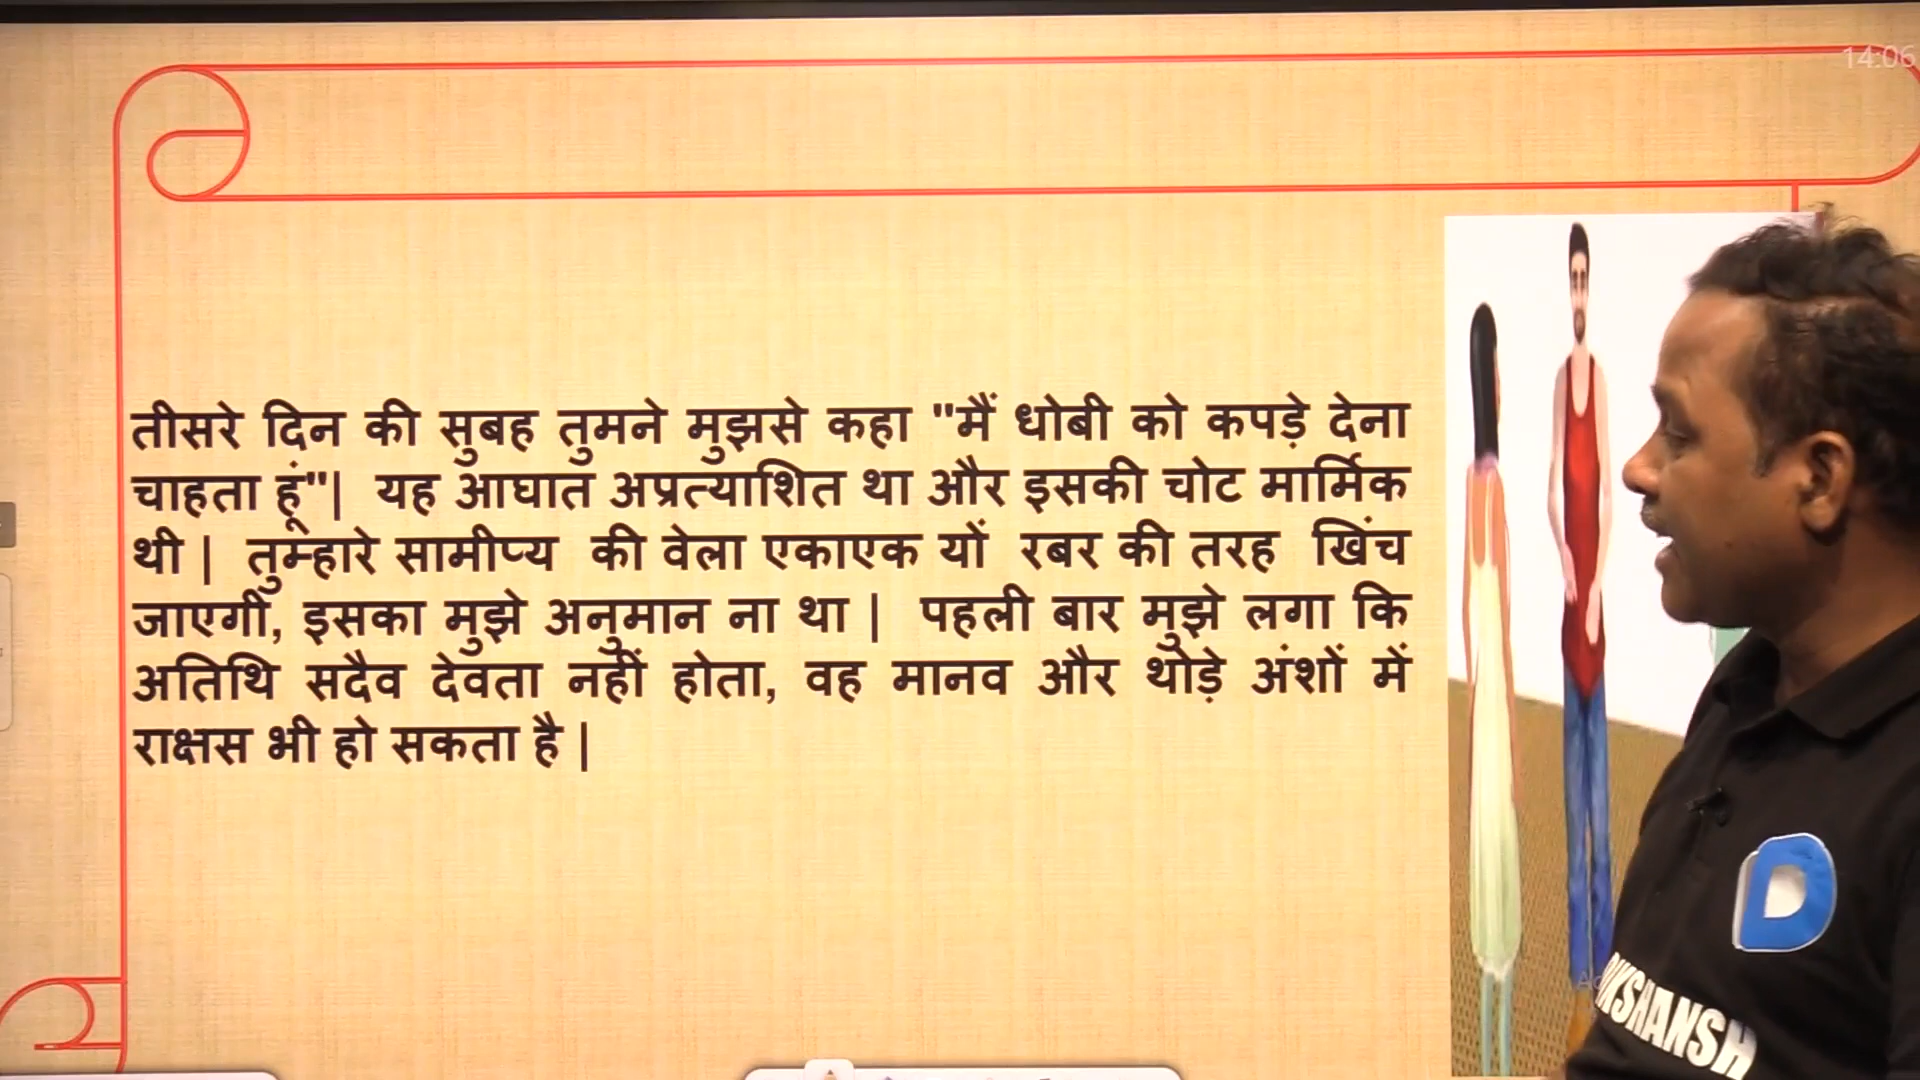 14:06
तीसरे दिन की सुबह तुमने मुझसे कहा "मैं धोबी को कपड़े देना
चाहता हूं"| यह आघात अप्रत्याशित था और इसकी चोट मार्मिक
थी | तुम्हारे सामीप्य की वेला एकाएक यों रबर की तरह खिंच
जाएगी, इसका मुझे अनुमान ना था | पहली बार मुझे लगा कि
अतिथि सदैव देवता नहीं होता, वह मानव और थोड़े अंशों में
राक्षस भी हो सकता है |
D